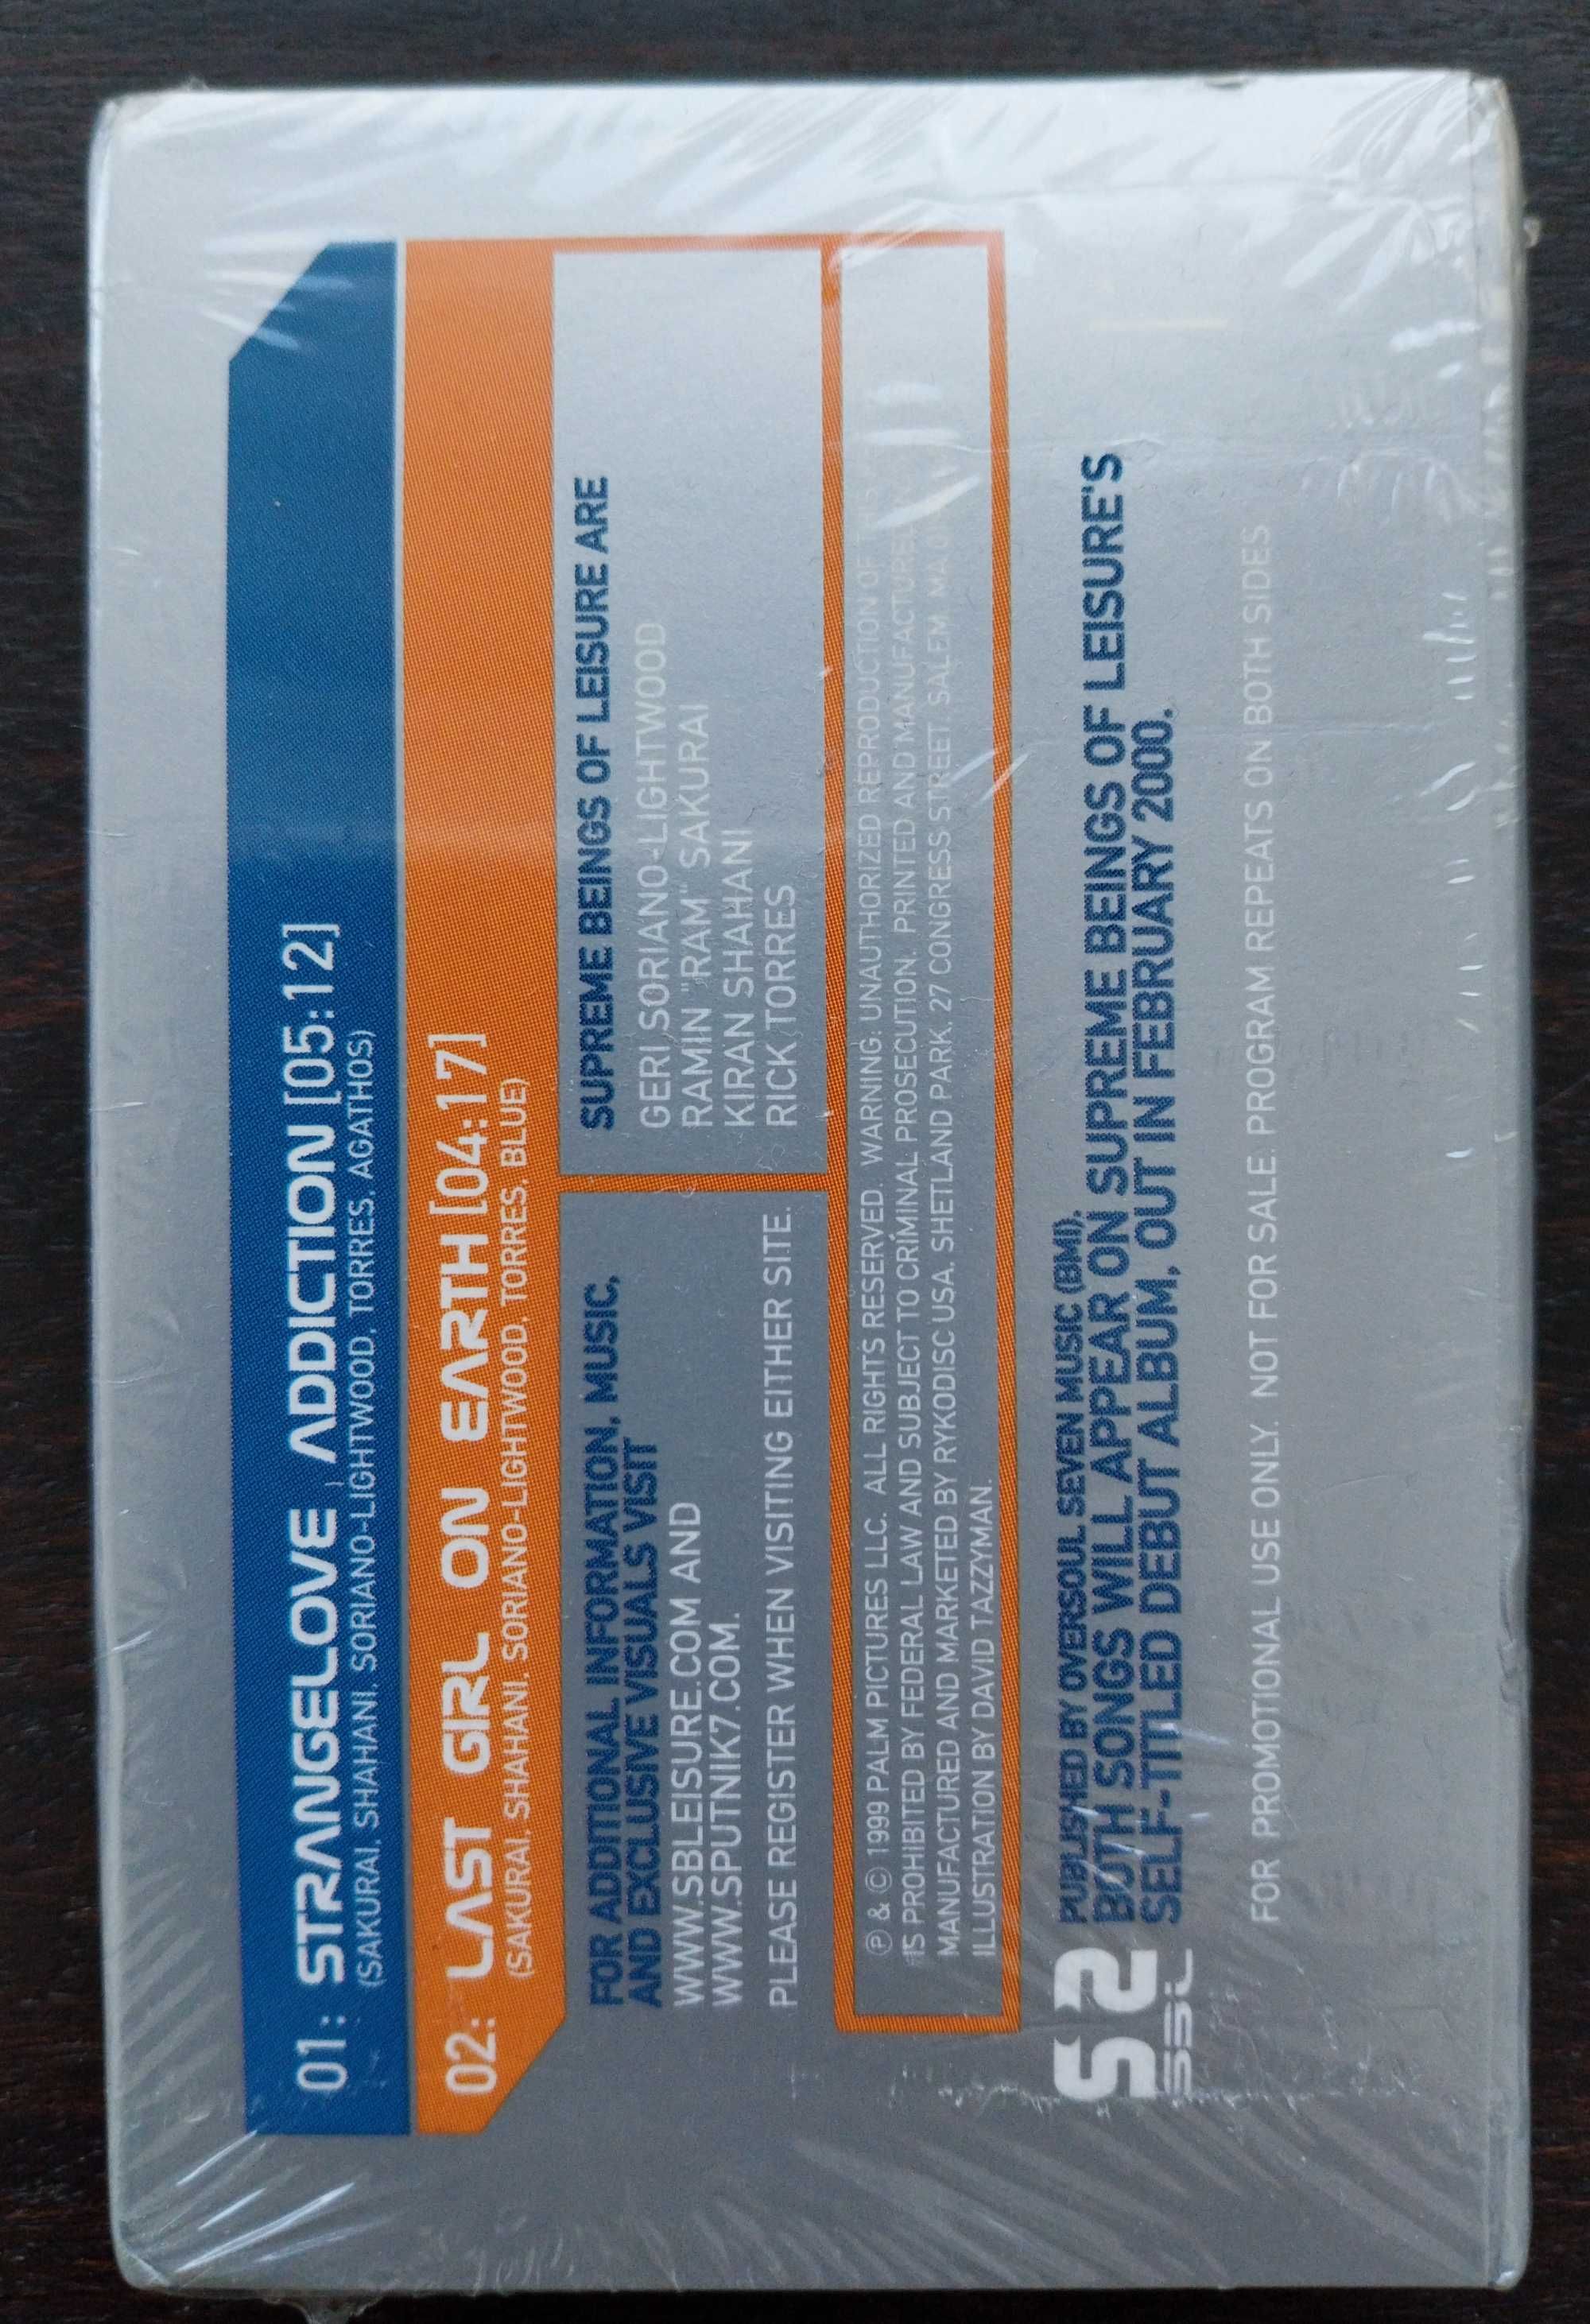 01: STRANGELOVE ADDICTION [05:12]
(SAKURAI, SHAHANI, SORIANO-LIGHTWOOD, TORRES, AGATHOS)
02: LAST GIRL ON EARTH [04:17]
(SAKURAI, SHAHANI, SORIANO-LIGHTWOOD, TORRES, BLUE)
FOR ADDITIONAL INFORMATION, MUSIC,
AND EXCLUSIVE VISUALS VISIT
WWW.SBLEISURE.COM AND
WWW.SPUTNIK7.COM.
PLEASE REGISTER WHEN VISITING EITHER SITE.
SUPREME BEINGS OF LEISURE ARE
GERI SORIANO-LIGHTWOOD
RAMIN "RAM" SAKURAI
KIRAN SHAHANI
RICK TORRES
Ⓟ & © 1999 PALM PICTURES LLC. ALL RIGHTS RESERVED. WARNING: UNAUTHORIZED REPRODUCTION OF
IS PROHIBITED BY FEDERAL LAW AND SUBJECT TO CRIMINAL PROSECUTION. PRINTED AND MANUFACTURED
MANUFACTURED AND MARKETED BY RYKODISC USA, SHETLAND PARK, 27 CONGRESS STREET, SALEM, MA
ILLUSTRATION BY DAVID TAZZYMAN.
PUBLISHED BY OVERSOUL SEVEN MUSIC (BMI).
BOTH SONGS WILL APPEAR ON SUPREME BEINGS OF LEISURE'S
SELF-TITLED DEBUT ALBUM, OUT IN FEBRUARY 2000.
SBL
FOR PROMOTIONAL USE ONLY. NOT FOR SALE. PROGRAM REPEATS ON BOTH SIDES